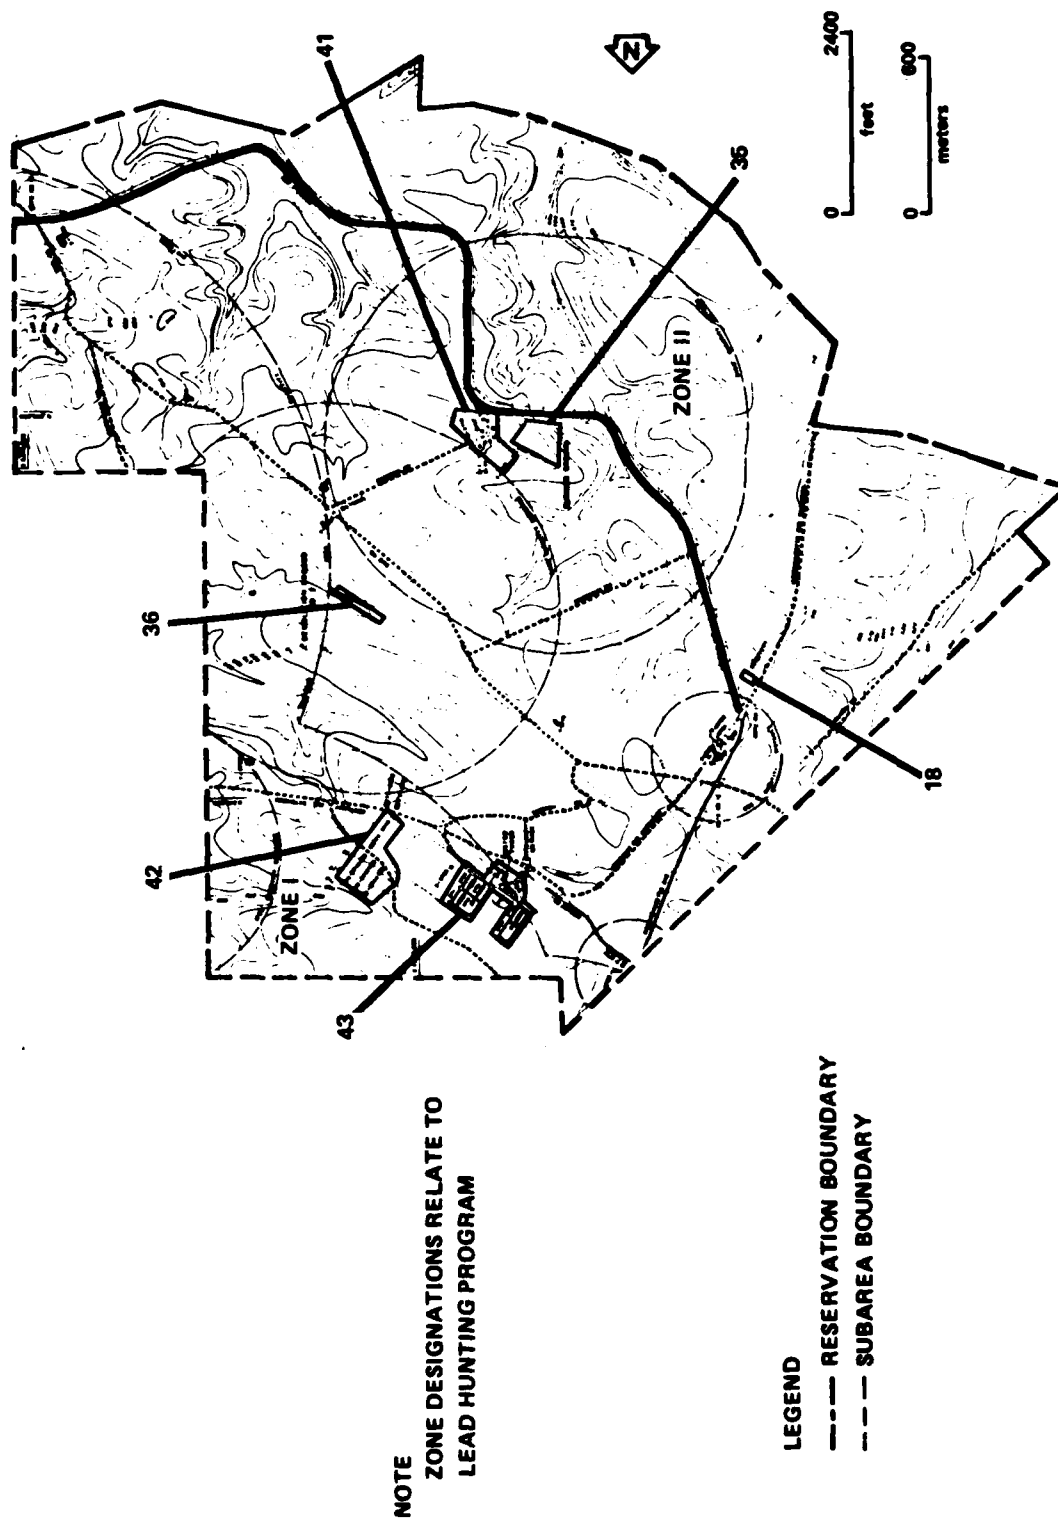 42
36
ZONE I
41
43
NOTE
ZONE DESIGNATIONS RELATE TO
LEAD HUNTING PROGRAM
N
ZONE II
35
18
0 2400
feet
0 600
meters
LEGEND
RESERVATION BOUNDARY
SUBAREA BOUNDARY